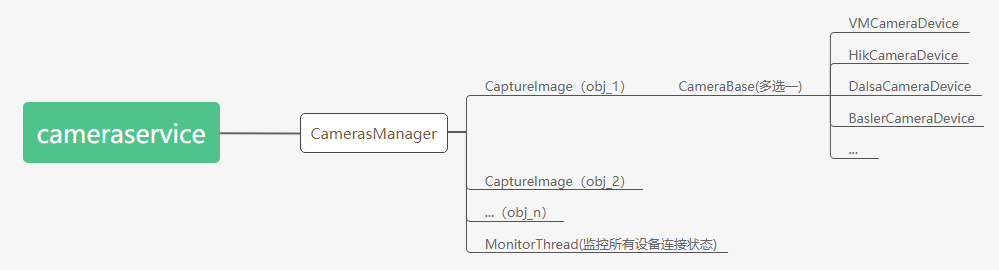 cameraservice
CamerasManager
CaptureImage（obj_1）
CameraBase(多选一)
VMCameraDevice
HikCameraDevice
DalsaCameraDevice
BaslerCameraDevice
...
CaptureImage（obj_2）
...（obj_n）
MonitorThread(监控所有设备连接状态)